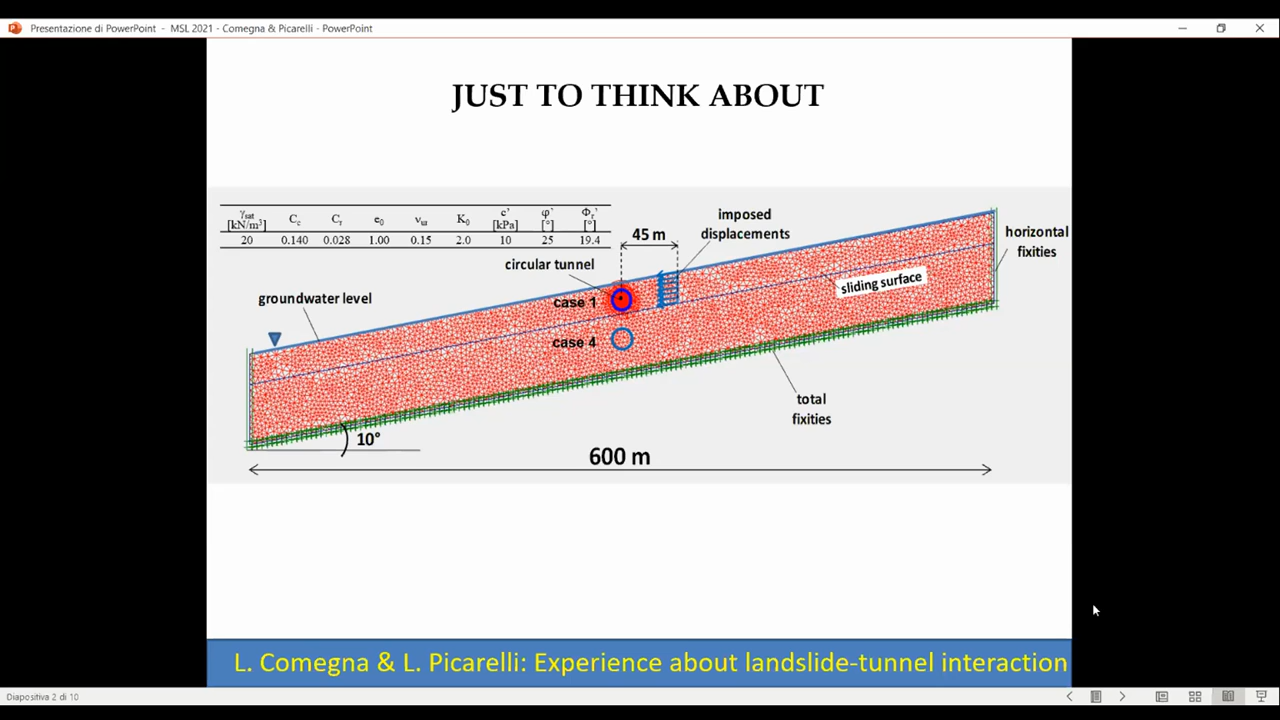 Presentazione di PowerPoint - MSL 2021 - Comegna & Picarelli - PowerPoint
JUST TO THINK ABOUT
γsat Cc Cr e0 νur K0 c' φ' Φr'
[kN/m³] [kPa] [°] [°]
20 0.140 0.028 1.00 0.15 2.0 10 25 19.4
imposed
displacements
45 m
horizontal
fixities
circular tunnel
sliding surface
groundwater level
case 1
case 4
total
fixities
10°
600 m
L. Comegna & L. Picarelli: Experience about landslide-tunnel interaction
Diapositiva 2 di 10